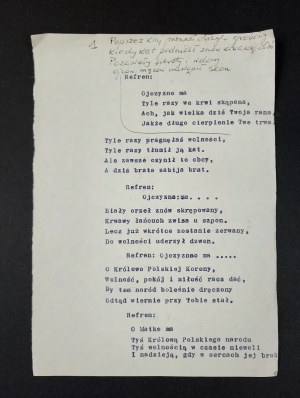 1.
Refren:
Ojczyzno ma
Tyle razy we krwi skąpana,
Ach, jak wielka dziś Twoja rana
Jakże długo cierpienie Twe trwa.
Tyle razy pragnęłaś wolności,
Tyle razy tłumił ją kat.
Ale zawsze czynił to obcy,
A dziś brata zabija brat.
Refren:
Ojczyzno ma. . . . .
Biały orzeł znów skrępowany,
Krwawy łańcuch zwisa u szpon.
Lecz już wkrótce zostanie zerwany,
Do wolności uderzył dzwon.
Refren: Ojczyzno ma .....
O Królowo Polskiej Korony,
Wolność, pokój i miłość racz dać,
By ten naród boleśnie dręczony
Odtąd wiernie przy Tobie stał.
Refren:
O Matko ma
Tyś Królową Polskiego narodu
Tyś wolnością w czasie niewoli
I nadzieją, gdy w sercach jej brak